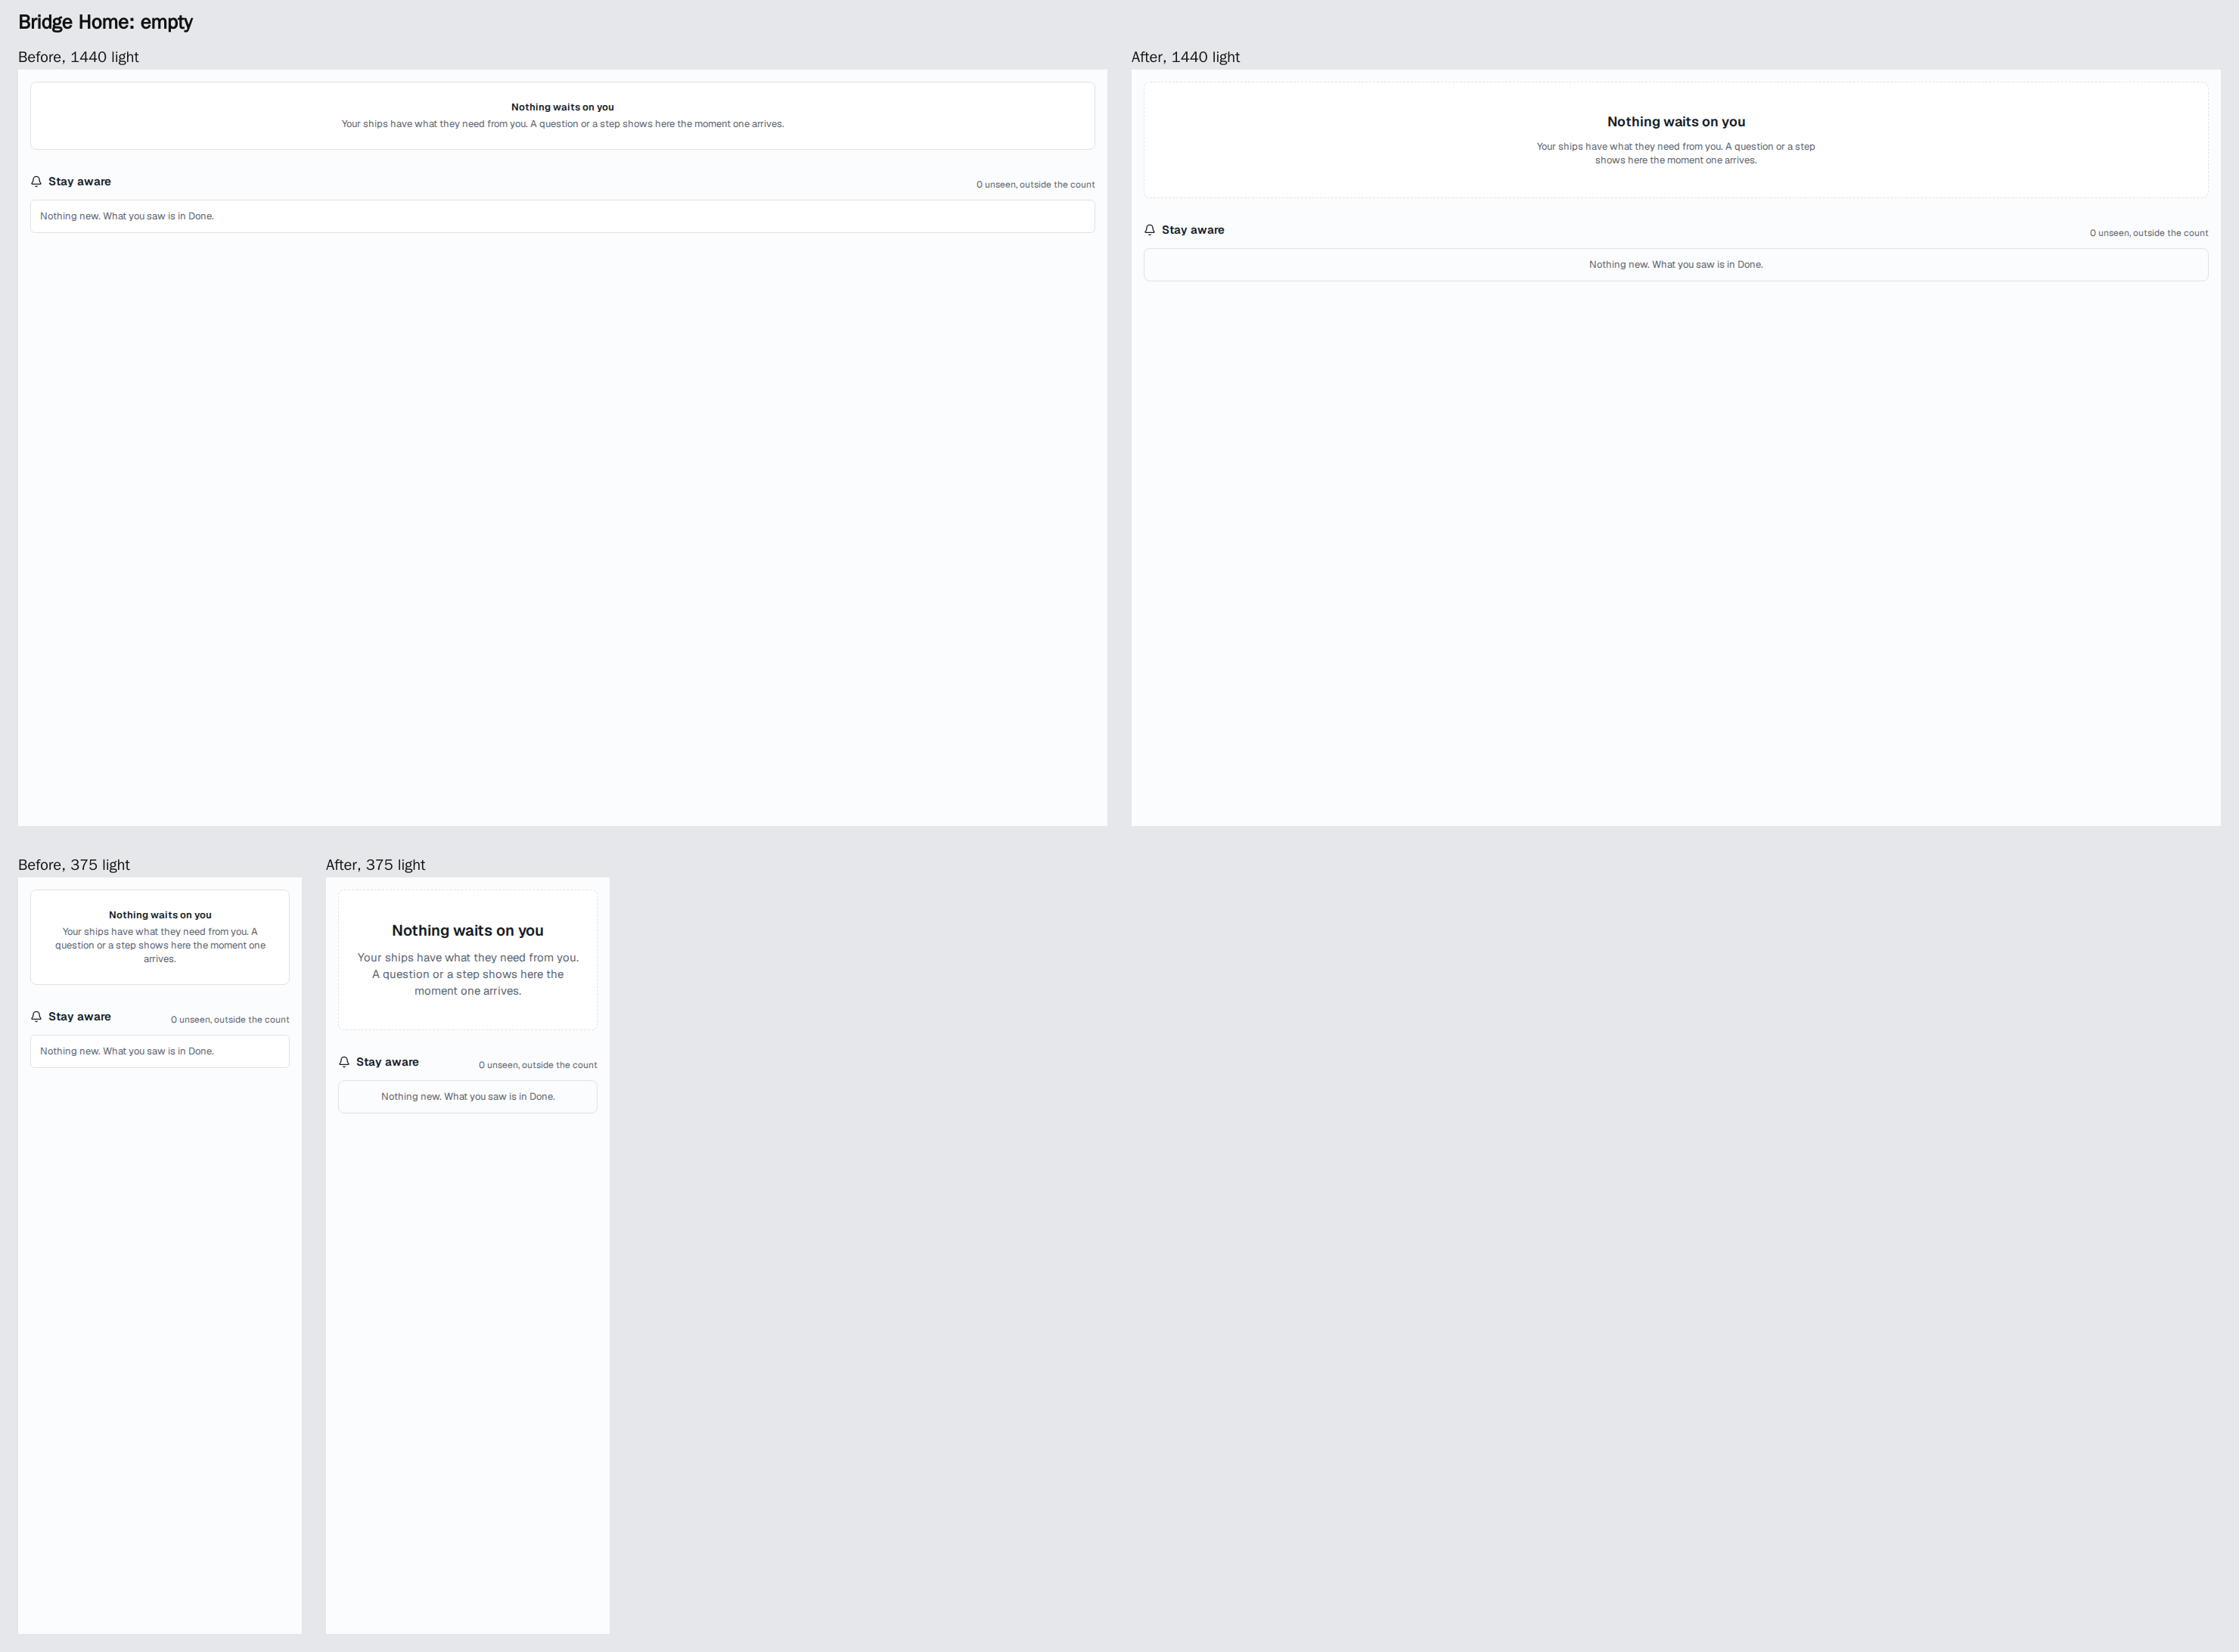 Bridge Home: empty
Before, 1440 light
Nothing waits on you
Your ships have what they need from you. A question or a step shows here the moment one arrives.
Stay aware
0 unseen, outside the count
Nothing new. What you saw is in Done.
After, 1440 light
Nothing waits on you
Your ships have what they need from you. A question or a step
shows here the moment one arrives.
Stay aware
0 unseen, outside the count
Nothing new. What you saw is in Done.
Before, 375 light
Nothing waits on you
Your ships have what they need from you. A
question or a step shows here the moment one
arrives.
Stay aware
0 unseen, outside the count
Nothing new. What you saw is in Done.
After, 375 light
Nothing waits on you
Your ships have what they need from you.
A question or a step shows here the
moment one arrives.
Stay aware
0 unseen, outside the count
Nothing new. What you saw is in Done.